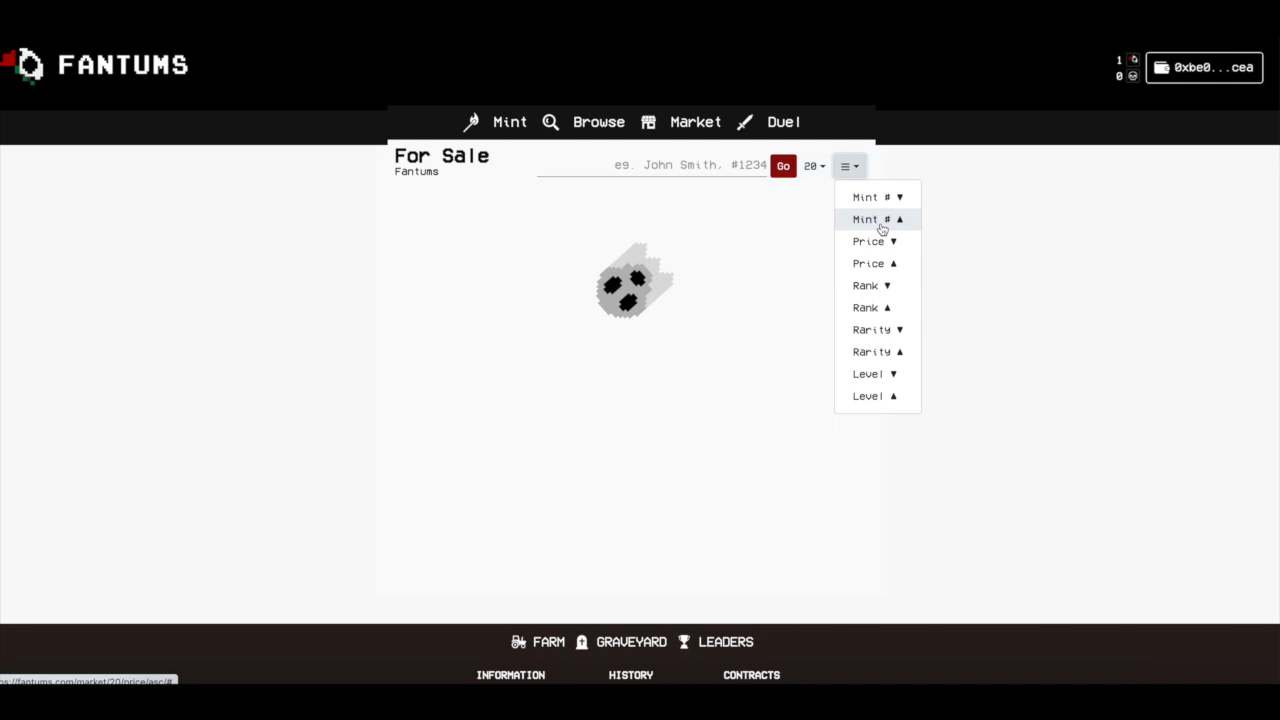 FANTUMS
1
0
0xbe0...cea
Mint Browse Market Duel
For Sale
Fantums
eg. John Smith, #1234 Go 20
Mint # ▼
Mint # ▲
Price ▼
Price ▲
Rank ▼
Rank ▲
Rarity ▼
Rarity ▲
Level ▼
Level ▲
FARM GRAVEYARD LEADERS
INFORMATION HISTORY CONTRACTS
ps://fantums.com/market/20/price/asc/#